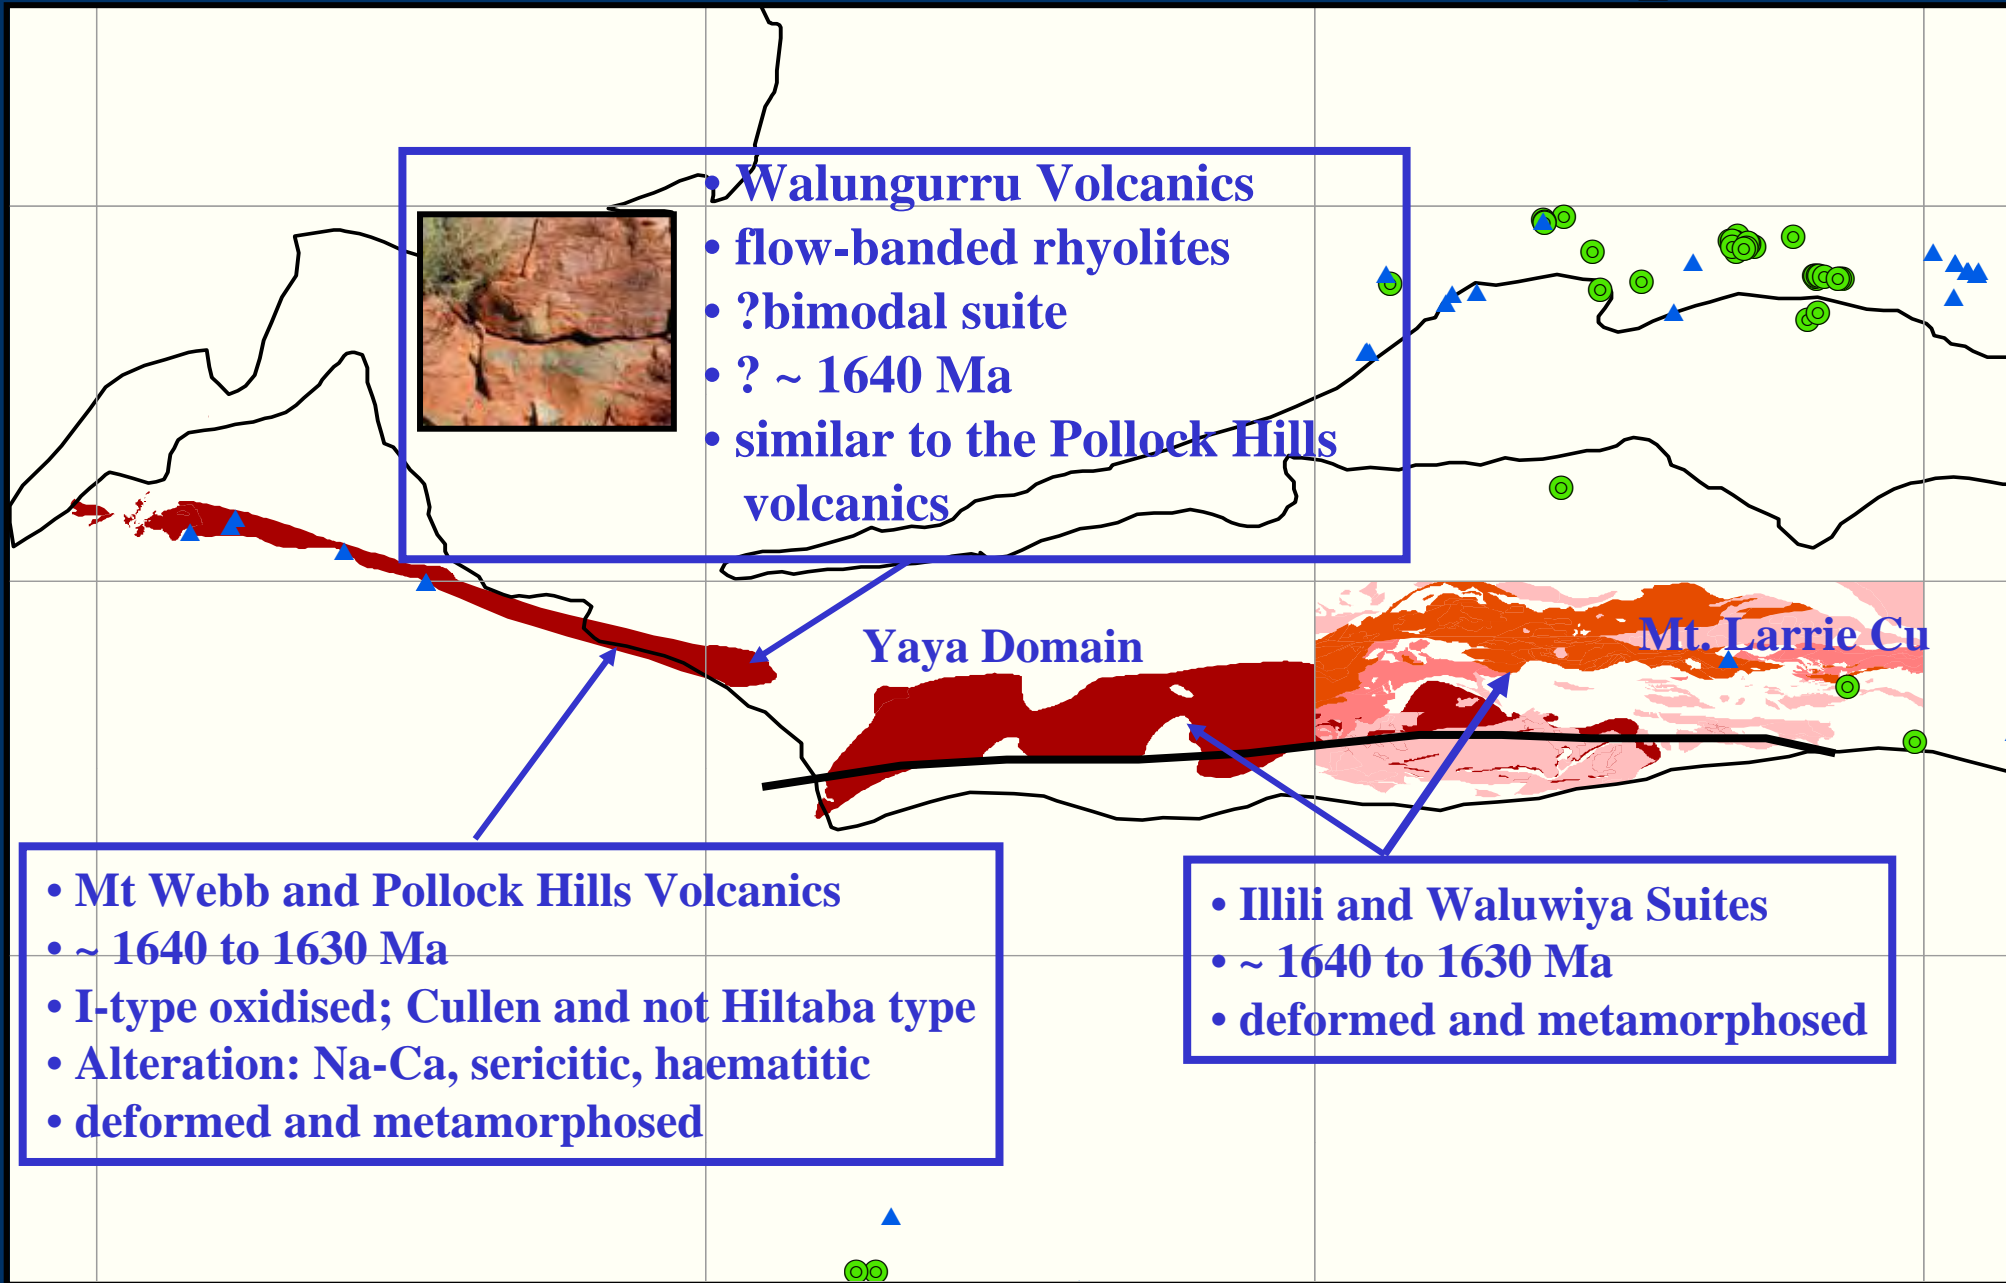 • Walungurru Volcanics
• flow-banded rhyolites
• ?bimodal suite
• ? ~ 1640 Ma
• similar to the Pollock Hills
volcanics
Yaya Domain
Mt. Larrie Cu
• Mt Webb and Pollock Hills Volcanics
• ~ 1640 to 1630 Ma
• I-type oxidised; Cullen and not Hiltaba type
• Alteration: Na-Ca, sericitic, haematitic
• deformed and metamorphosed
• Illili and Waluwiya Suites
• ~ 1640 to 1630 Ma
• deformed and metamorphosed